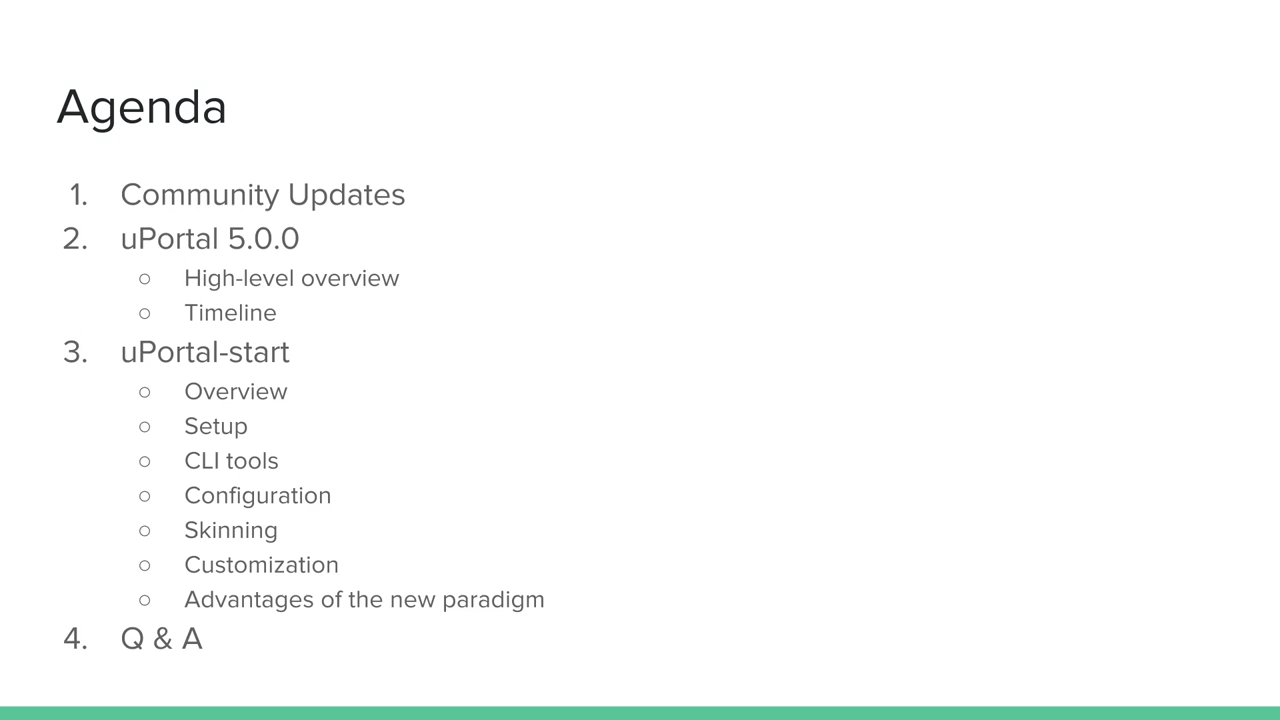 Agenda
1. Community Updates
2. uPortal 5.0.0
○ High-level overview
○ Timeline
3. uPortal-start
○ Overview
○ Setup
○ CLI tools
○ Configuration
○ Skinning
○ Customization
○ Advantages of the new paradigm
4. Q & A